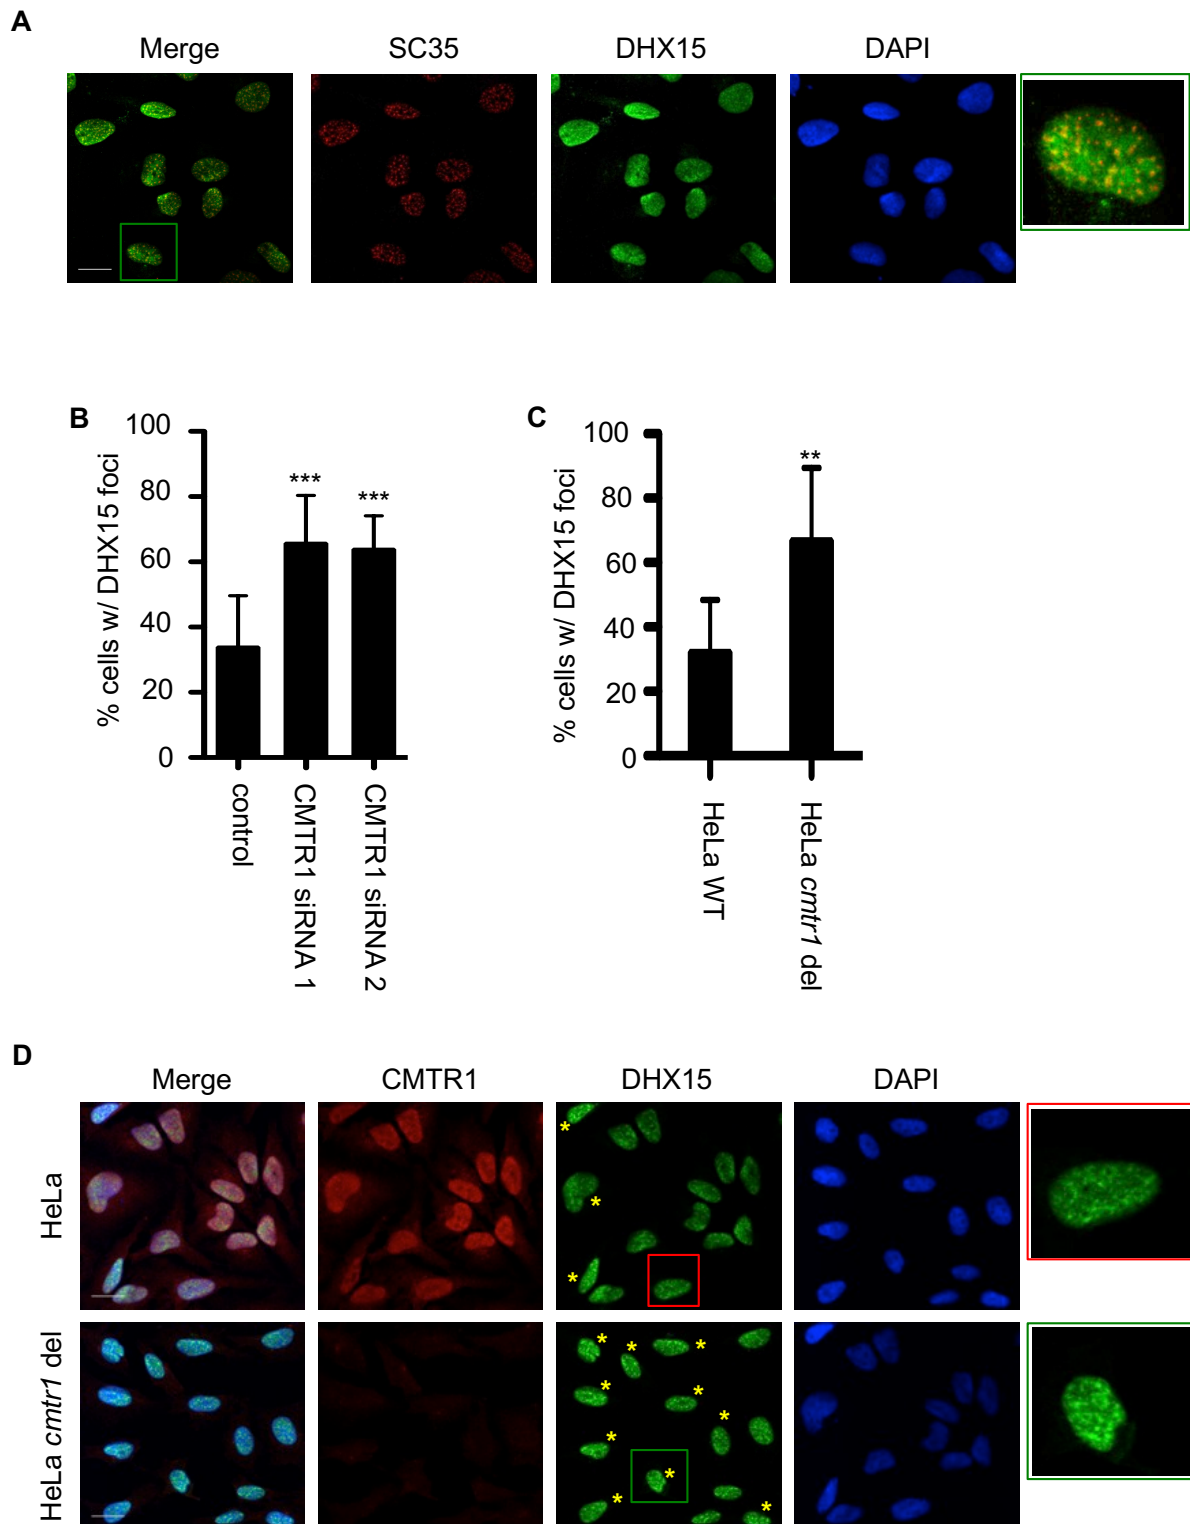 A
Merge SC35 DHX15 DAPI
B
% cells w/ DHX15 foci
100
80
60
40
20
0
***
***
control
CMTR1 siRNA 1
CMTR1 siRNA 2
C
% cells w/ DHX15 foci
100
80
60
40
20
0
**
HeLa WT
HeLa cmtr1 del
D
Merge CMTR1 DHX15 DAPI
HeLa
* * *
HeLa cmtr1 del
* * * * * * * * * *